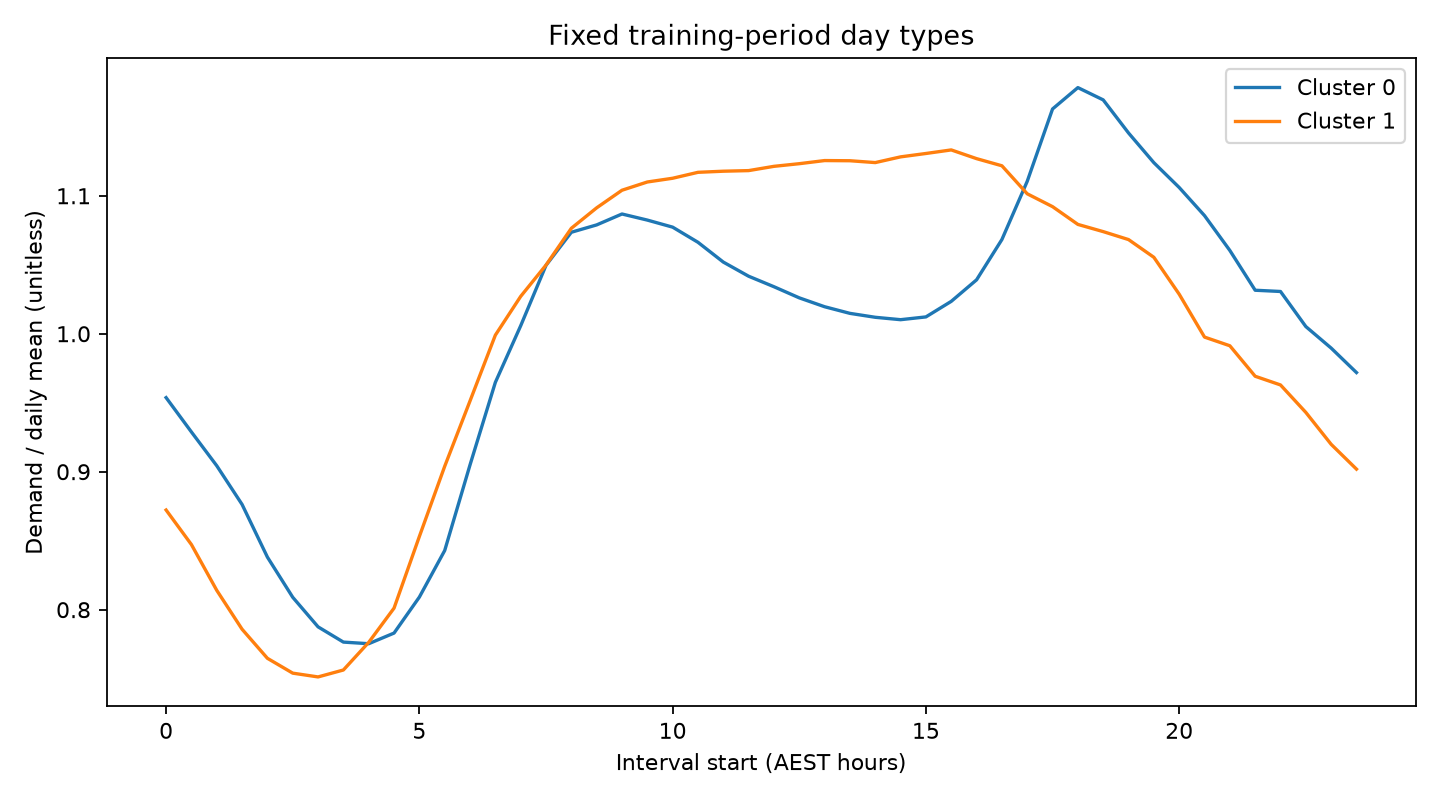 Fixed training-period day types
Cluster 0
Cluster 1
Demand / daily mean (unitless)
1.1
1.0
0.9
0.8
0
5
10
15
20
Interval start (AEST hours)